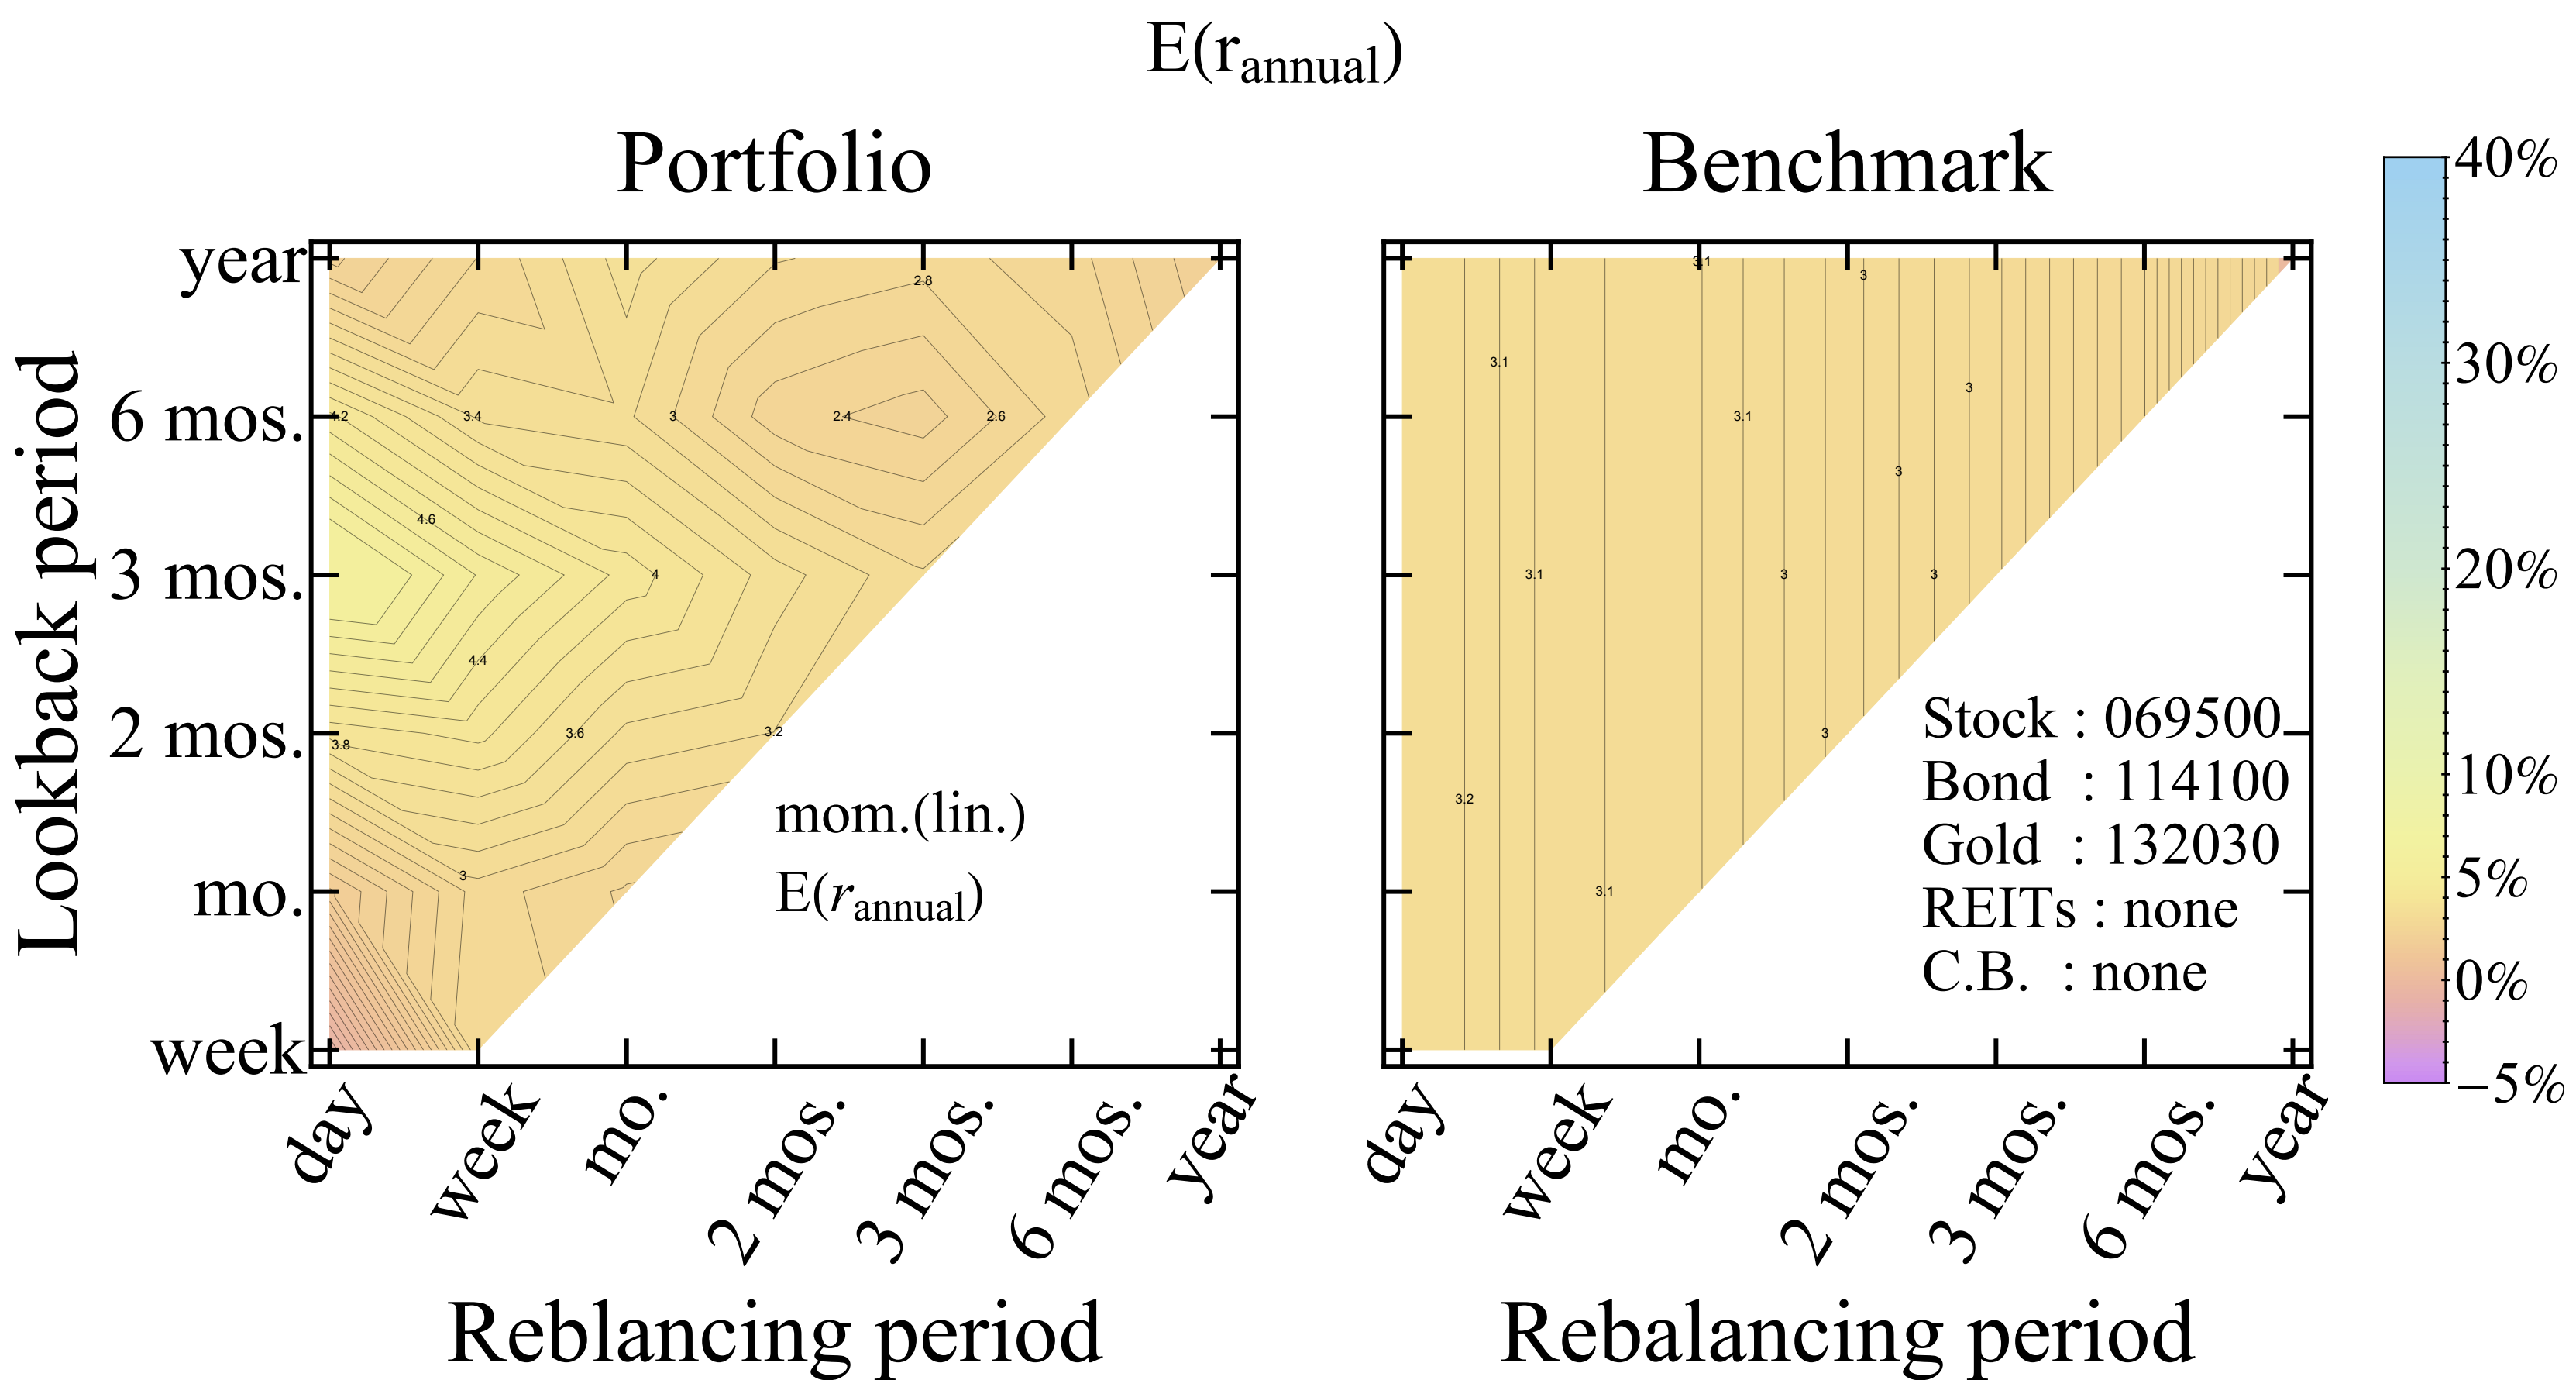 E(rannual)
Portfolio
Benchmark
Lookback period
year
6 mos.
3 mos.
2 mos.
mo.
week
2.8
4.2
3.4
3
2.4
2.6
4.6
4
4.4
3.8
3.6
3.2
3
mom.(lin.)
E(rannual)
day
week
mo.
2 mos.
3 mos.
6 mos.
year
Reblancing period
3.1
3
3.1
3
3.1
3
3.1
3
3
3
3.2
3.1
Stock : 069500
Bond : 114100
Gold : 132030
REITs : none
C.B. : none
day
week
mo.
2 mos.
3 mos.
6 mos.
year
Rebalancing period
40%
30%
20%
10%
5%
0%
−5%